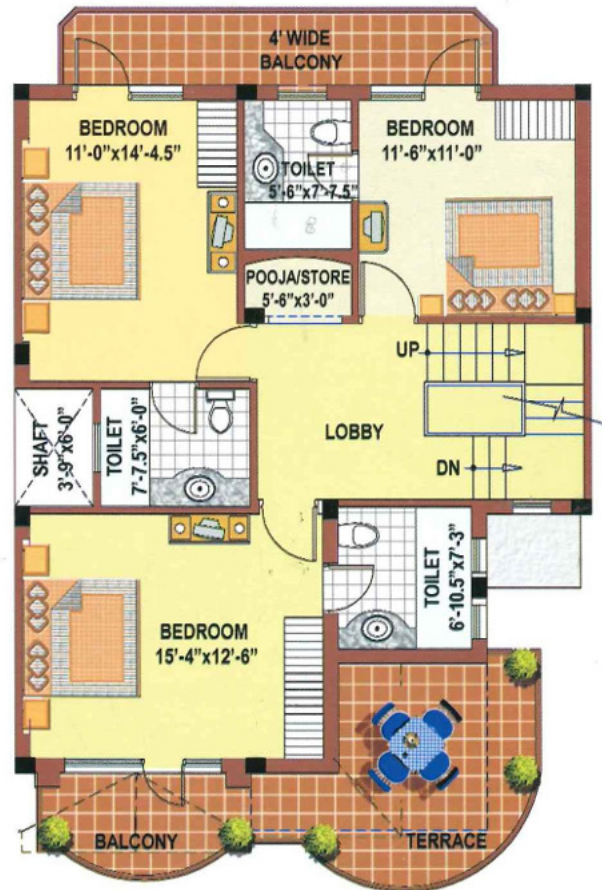 4' WIDE
BALCONY
BEDROOM
11'-0"x14'-4.5"
TOILET
5'-6"x7'-7.5"
BEDROOM
11'-6"x11'-0"
POOJA/STORE
5'-6"x3'-0"
UP
LOBBY
DN
SHAFT
3'-9"x6'-0"
TOILET
7'-7.5"x6'-0"
BEDROOM
15'-4"x12'-6"
TOILET
6'-10.5"x7'-3"
BALCONY
TERRACE